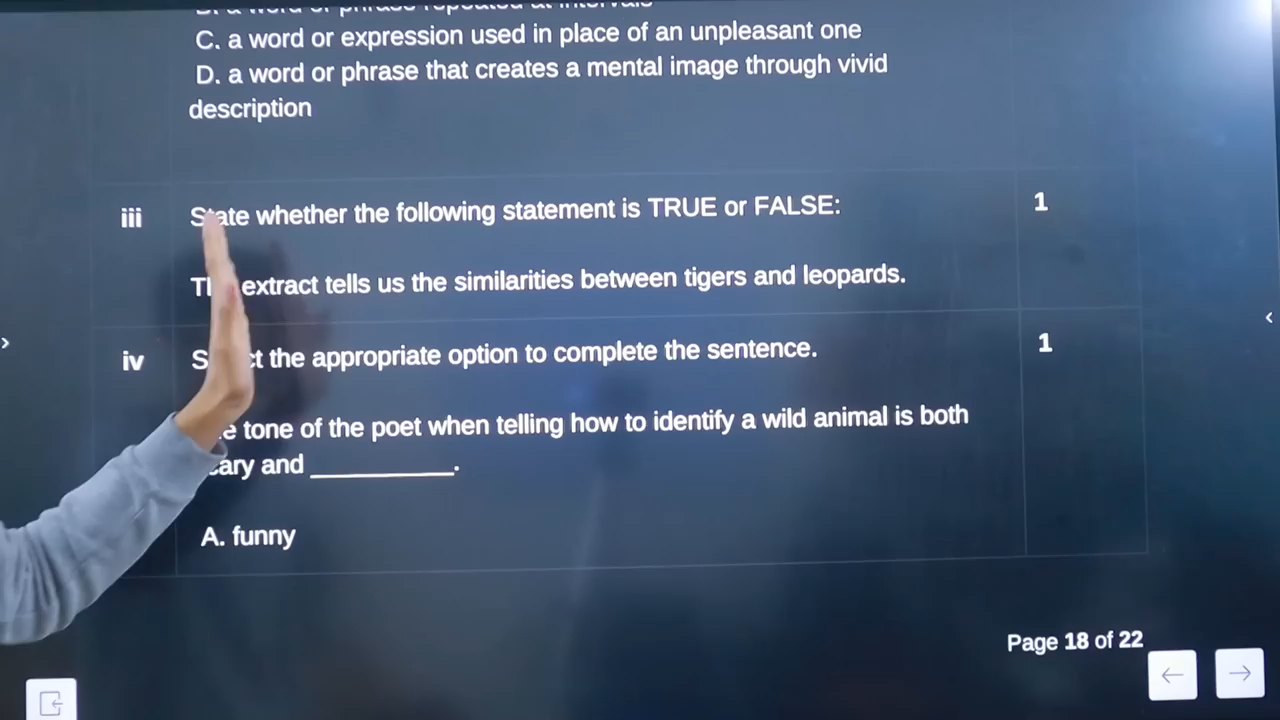 C. a word or expression used in place of an unpleasant one
D. a word or phrase that creates a mental image through vivid
description
iii State whether the following statement is TRUE or FALSE: 1
extract tells us the similarities between tigers and leopards.
iv the appropriate option to complete the sentence. 1
tone of the poet when telling how to identify a wild animal is both
and __________.
A. funny
Page 18 of 22